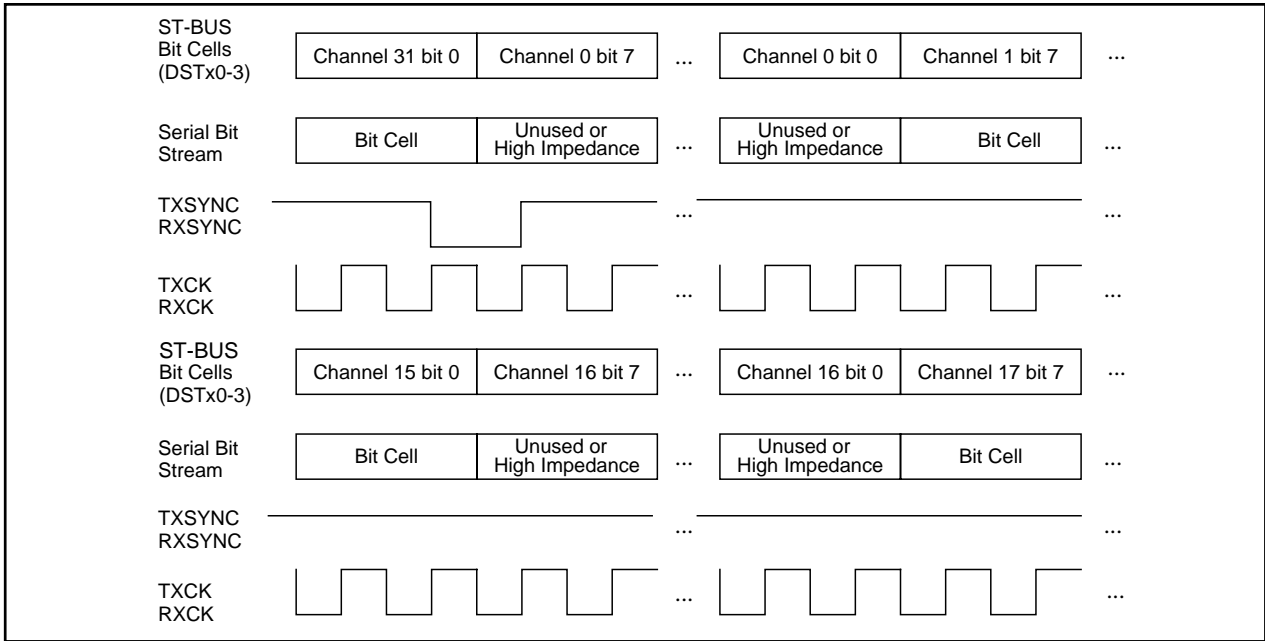 ST-BUS
Bit Cells
(DSTx0-3)
Channel 31 bit 0
Channel 0 bit 7
...
Channel 0 bit 0
Channel 1 bit 7
...
Serial Bit
Stream
Bit Cell
Unused or
High Impedance
...
Unused or
High Impedance
Bit Cell
...
TXSYNC
RXSYNC
...
...
TXCK
RXCK
...
...
ST-BUS
Bit Cells
(DSTx0-3)
Channel 15 bit 0
Channel 16 bit 7
...
Channel 16 bit 0
Channel 17 bit 7
...
Serial Bit
Stream
Bit Cell
Unused or
High Impedance
...
Unused or
High Impedance
Bit Cell
...
TXSYNC
RXSYNC
...
...
TXCK
RXCK
...
...